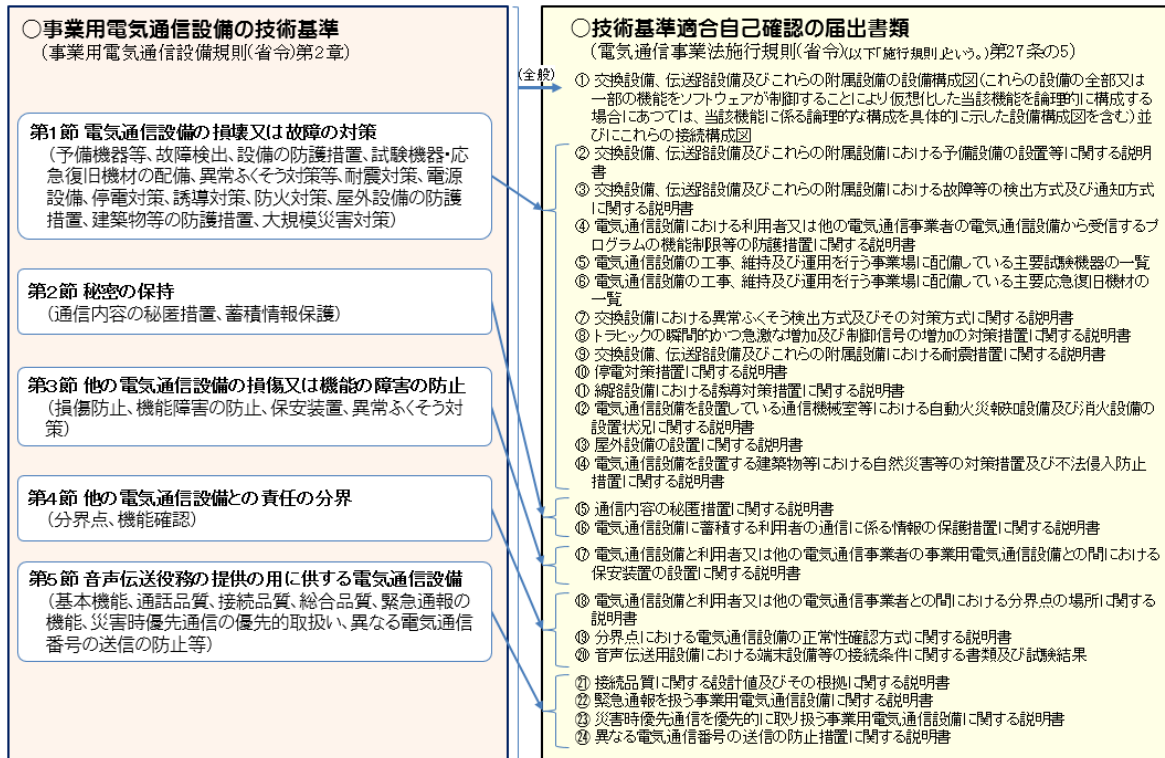 ○事業用電気通信設備の技術基準
(事業用電気通信設備規則(省令)第2章)
第1節 電気通信設備の損壊又は故障の対策
(予備機器等、故障検出、設備の防護措置、試験機器・応
急復旧機材の配備、異常ふくそう対策等、耐震対策、電源
設備、停電対策、誘導対策、防火対策、屋外設備の防護
措置、建築物等の防護措置、大規模災害対策)
第2節 秘密の保持
(通信内容の秘匿措置、蓄積情報保護)
第3節 他の電気通信設備の損傷又は機能の障害の防止
(損傷防止、機能障害の防止、保安装置、異常ふくそう対
策)
第4節 他の電気通信設備との責任の分界
(分界点、機能確認)
第5節 音声伝送役務の提供の用に供する電気通信設備
(基本機能、通話品質、接続品質、総合品質、緊急通報の
機能、災害時優先通信の優先的取扱い、異なる電気通信
番号の送信の防止等)
(全般)
○技術基準適合自己確認の届出書類
(電気通信事業法施行規則(省令)(以下「施行規則」という。)第27条の5)
① 交換設備、伝送路設備及びこれらの附属設備の設備構成図(これらの設備の全部又は
一部の機能をソフトウェアが制御することにより仮想化した当該機能を論理的に構成する
場合にあつては、当該機能に係る論理的な構成を具体的に示した設備構成図を含む)並
びにこれらの接続構成図
② 交換設備、伝送路設備及びこれらの附属設備における予備設備の設置等に関する説明
書
③ 交換設備、伝送路設備及びこれらの附属設備における故障等の検出方式及び通知方式
に関する説明書
④ 電気通信設備における利用者又は他の電気通信事業者の電気通信設備から受信するプ
ログラムの機能制限等の防護措置に関する説明書
⑤ 電気通信設備の工事、維持及び運用を行う事業場に配備している主要試験機器の一覧
⑥ 電気通信設備の工事、維持及び運用を行う事業場に配備している主要応急復旧機材の
一覧
⑦ 交換設備における異常ふくそう検出方式及びその対策方式に関する説明書
⑧ トラヒックの瞬間的かつ急激な増加及び制御信号の増加の対策措置に関する説明書
⑨ 交換設備、伝送路設備及びこれらの附属設備における耐震措置に関する説明書
⑩ 停電対策措置に関する説明書
⑪ 線路設備における誘導対策措置に関する説明書
⑫ 電気通信設備を設置している通信機械室等における自動火災報知設備及び消火設備の
設置状況に関する説明書
⑬ 屋外設備の設置に関する説明書
⑭ 電気通信設備を設置する建築物等における自然災害等の対策措置及び不法侵入防止
措置に関する説明書
⑮ 通信内容の秘匿措置に関する説明書
⑯ 電気通信設備に蓄積する利用者の通信に係る情報の保護措置に関する説明書
⑰ 電気通信設備と利用者又は他の電気通信事業者の事業用電気通信設備との間における
保安装置の設置に関する説明書
⑱ 電気通信設備と利用者又は他の電気通信事業者との間における分界点の場所に関する
説明書
⑲ 分界点における電気通信設備の正常性確認方式に関する説明書
⑳ 音声伝送用設備における端末設備等の接続条件に関する書類及び試験結果
㉑ 接続品質に関する設計値及びその根拠に関する説明書
㉒ 緊急通報を扱う事業用電気通信設備に関する説明書
㉓ 災害時優先通信を優先的に取り扱う事業用電気通信設備に関する説明書
㉔ 異なる電気通信番号の送信の防止措置に関する説明書